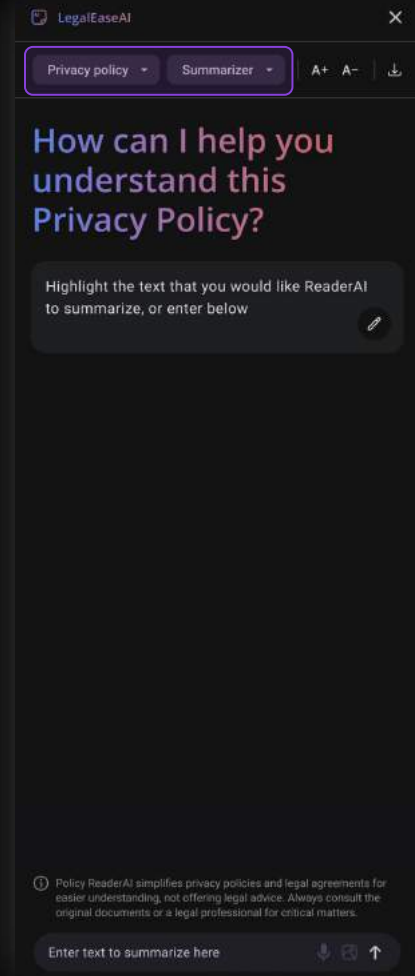 LegalEaseAI
Privacy policy
Summarizer
A+ A-
How can I help you
understand this
Privacy Policy?
Highlight the text that you would like ReaderAI
to summarize, or enter below
Policy ReaderAI simplifies privacy policies and legal agreements for
easier understanding, not offering legal advice. Always consult the
original documents or a legal professional for critical matters.
Enter text to summarize here